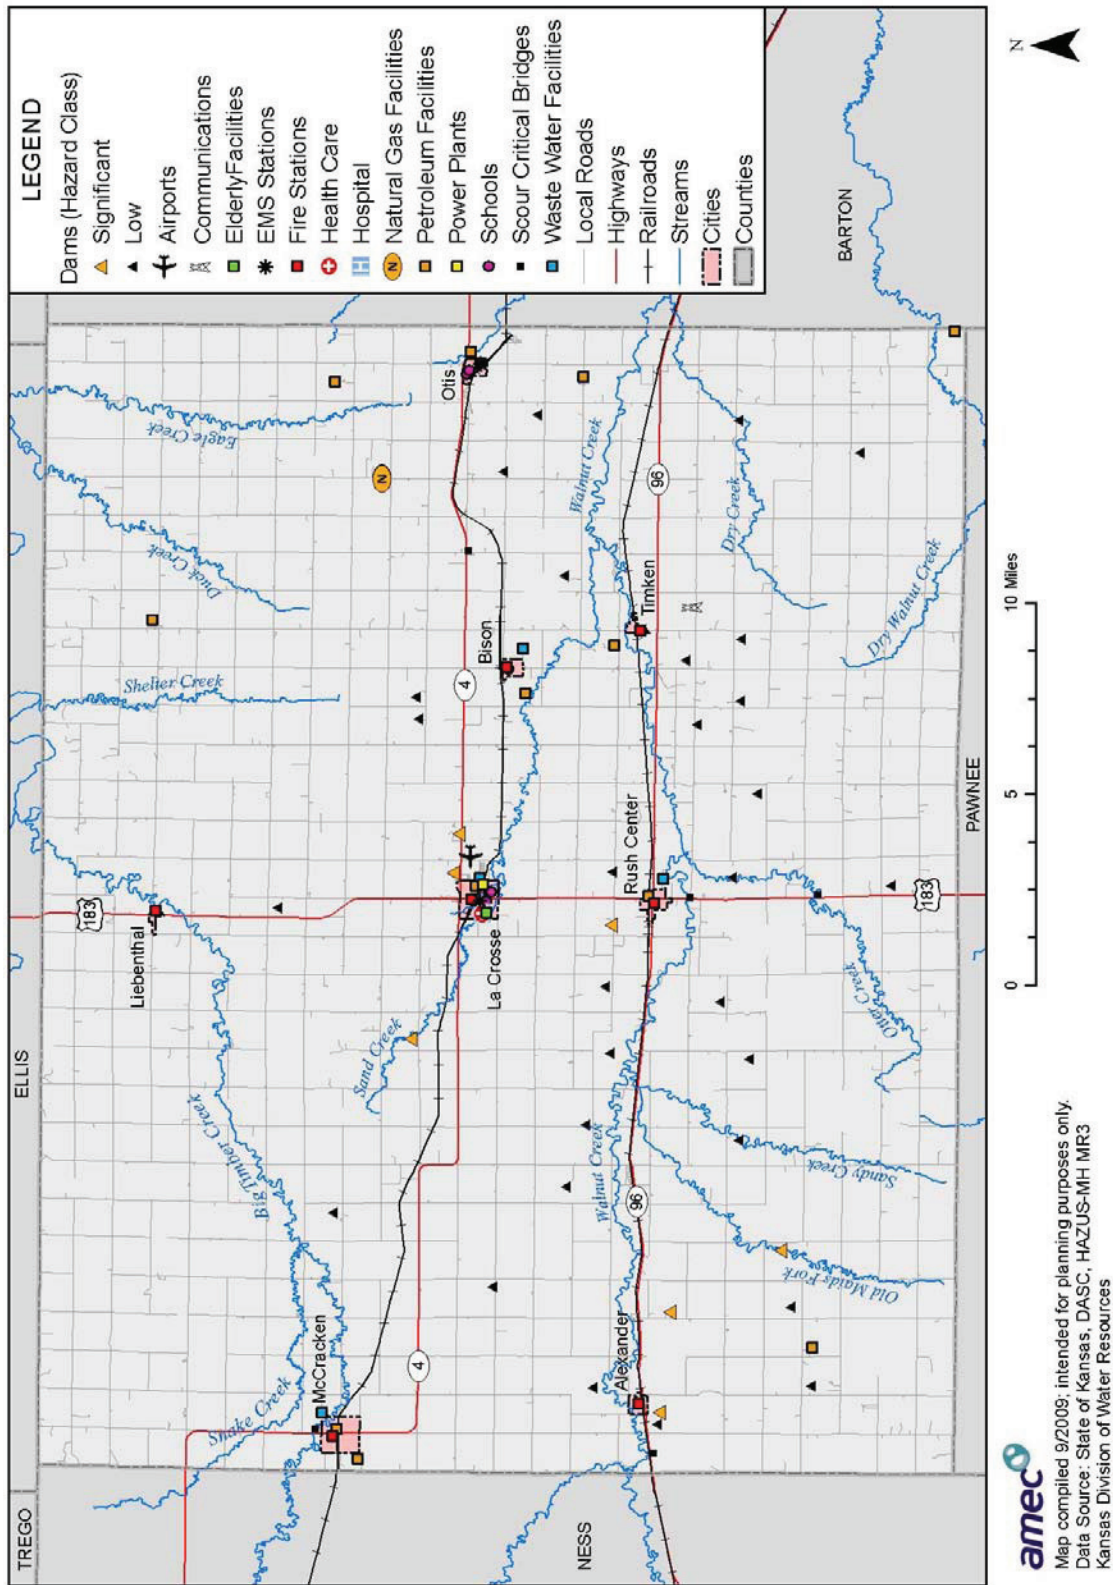 LEGEND
Dams (Hazard Class)
Significant
Low
Airports
Communications
ElderlyFacilities
EMS Stations
Fire Stations
Health Care
Hospital
Natural Gas Facilities
Petroleum Facilities
Power Plants
Schools
Scour Critical Bridges
Waste Water Facilities
Local Roads
Highways
Railroads
Streams
Cities
Counties
H
N
TREGO
ELLIS
NESS
PAWNEE
BARTON
183
Liebenthal
Shelter Creek
Duck Creek
Eagle Creek
Big Timber Creek
Shake Creek
McCracken
N
4
Sand Creek
La Crosse
4
Bison
Otis
Walnut Creek
Walnut Creek
Alexander
96
Rush Center
Timken
96
Dry Creek
Dry Walnut Creek
Old Maids Fork
Sandy Creek
Otter Creek
183
0
5
10 Miles
N
amec
Map compiled 9/2009; intended for planning purposes only.
Data Source: State of Kansas, DASC, HAZUS-MH MR3
Kansas Division of Water Resources